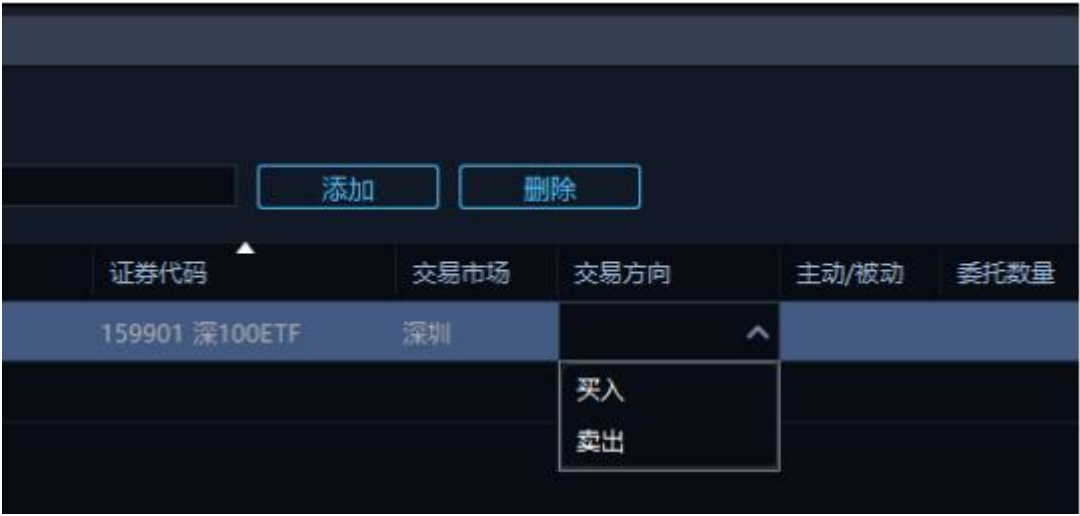 添加 删除
证券代码 交易市场 交易方向 主动/被动 委托数量
159901 深100ETF 深圳
买入
卖出